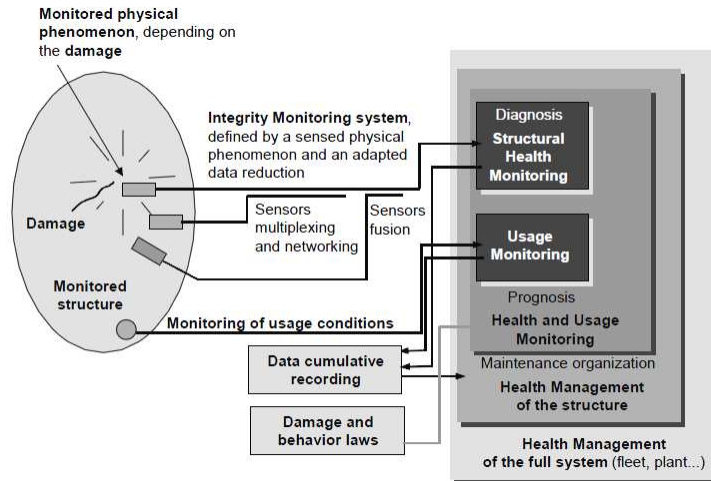 Monitored physical
phenomenon, depending on
the damage
Integrity Monitoring system,
defined by a sensed physical
phenomenon and an adapted
data reduction
Diagnosis
Structural
Health
Monitoring
Sensors
multiplexing
and networking
Sensors
fusion
Damage
Usage
Monitoring
Monitored
structure
Prognosis
Health and Usage
Monitoring
Monitoring of usage conditions
Data cumulative
recording
Maintenance organization
Health Management
of the structure
Damage and
behavior laws
Health Management
of the full system (fleet, plant...)